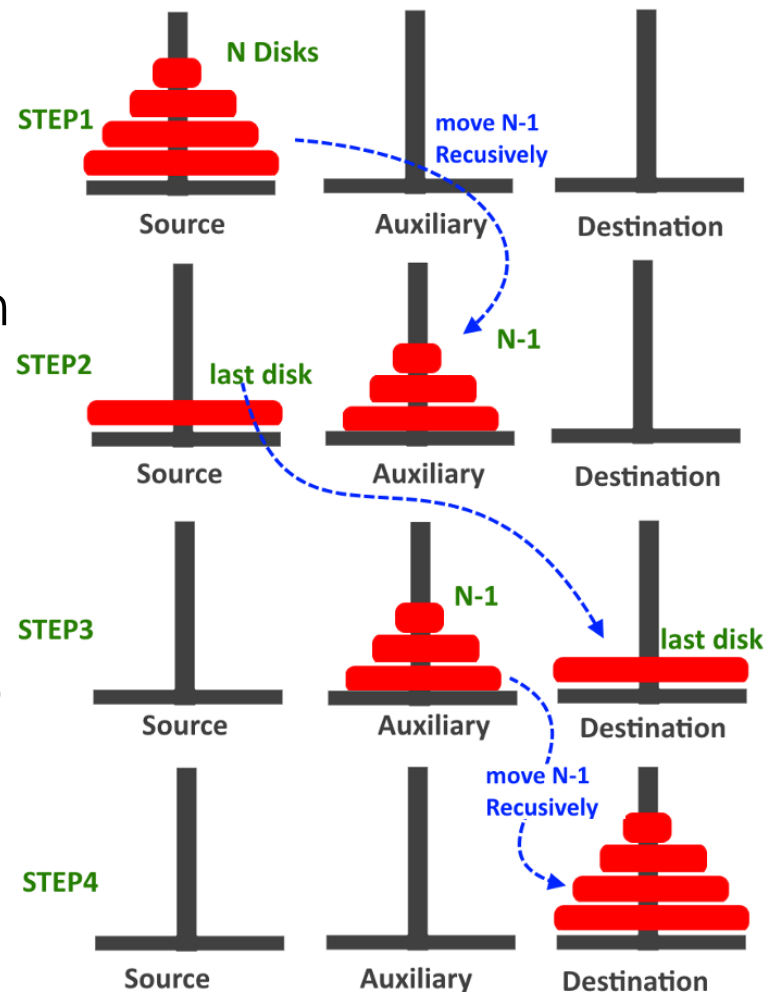 N Disks
STEP1
move N-1
Recusively
Source
Auxiliary
Destination
n
STEP2
last disk
N-1
Source
Auxiliary
Destination
STEP3
N-1
last disk
Source
Auxiliary
Destination
move N-1
Recusively
STEP4
Source
Auxiliary
Destination